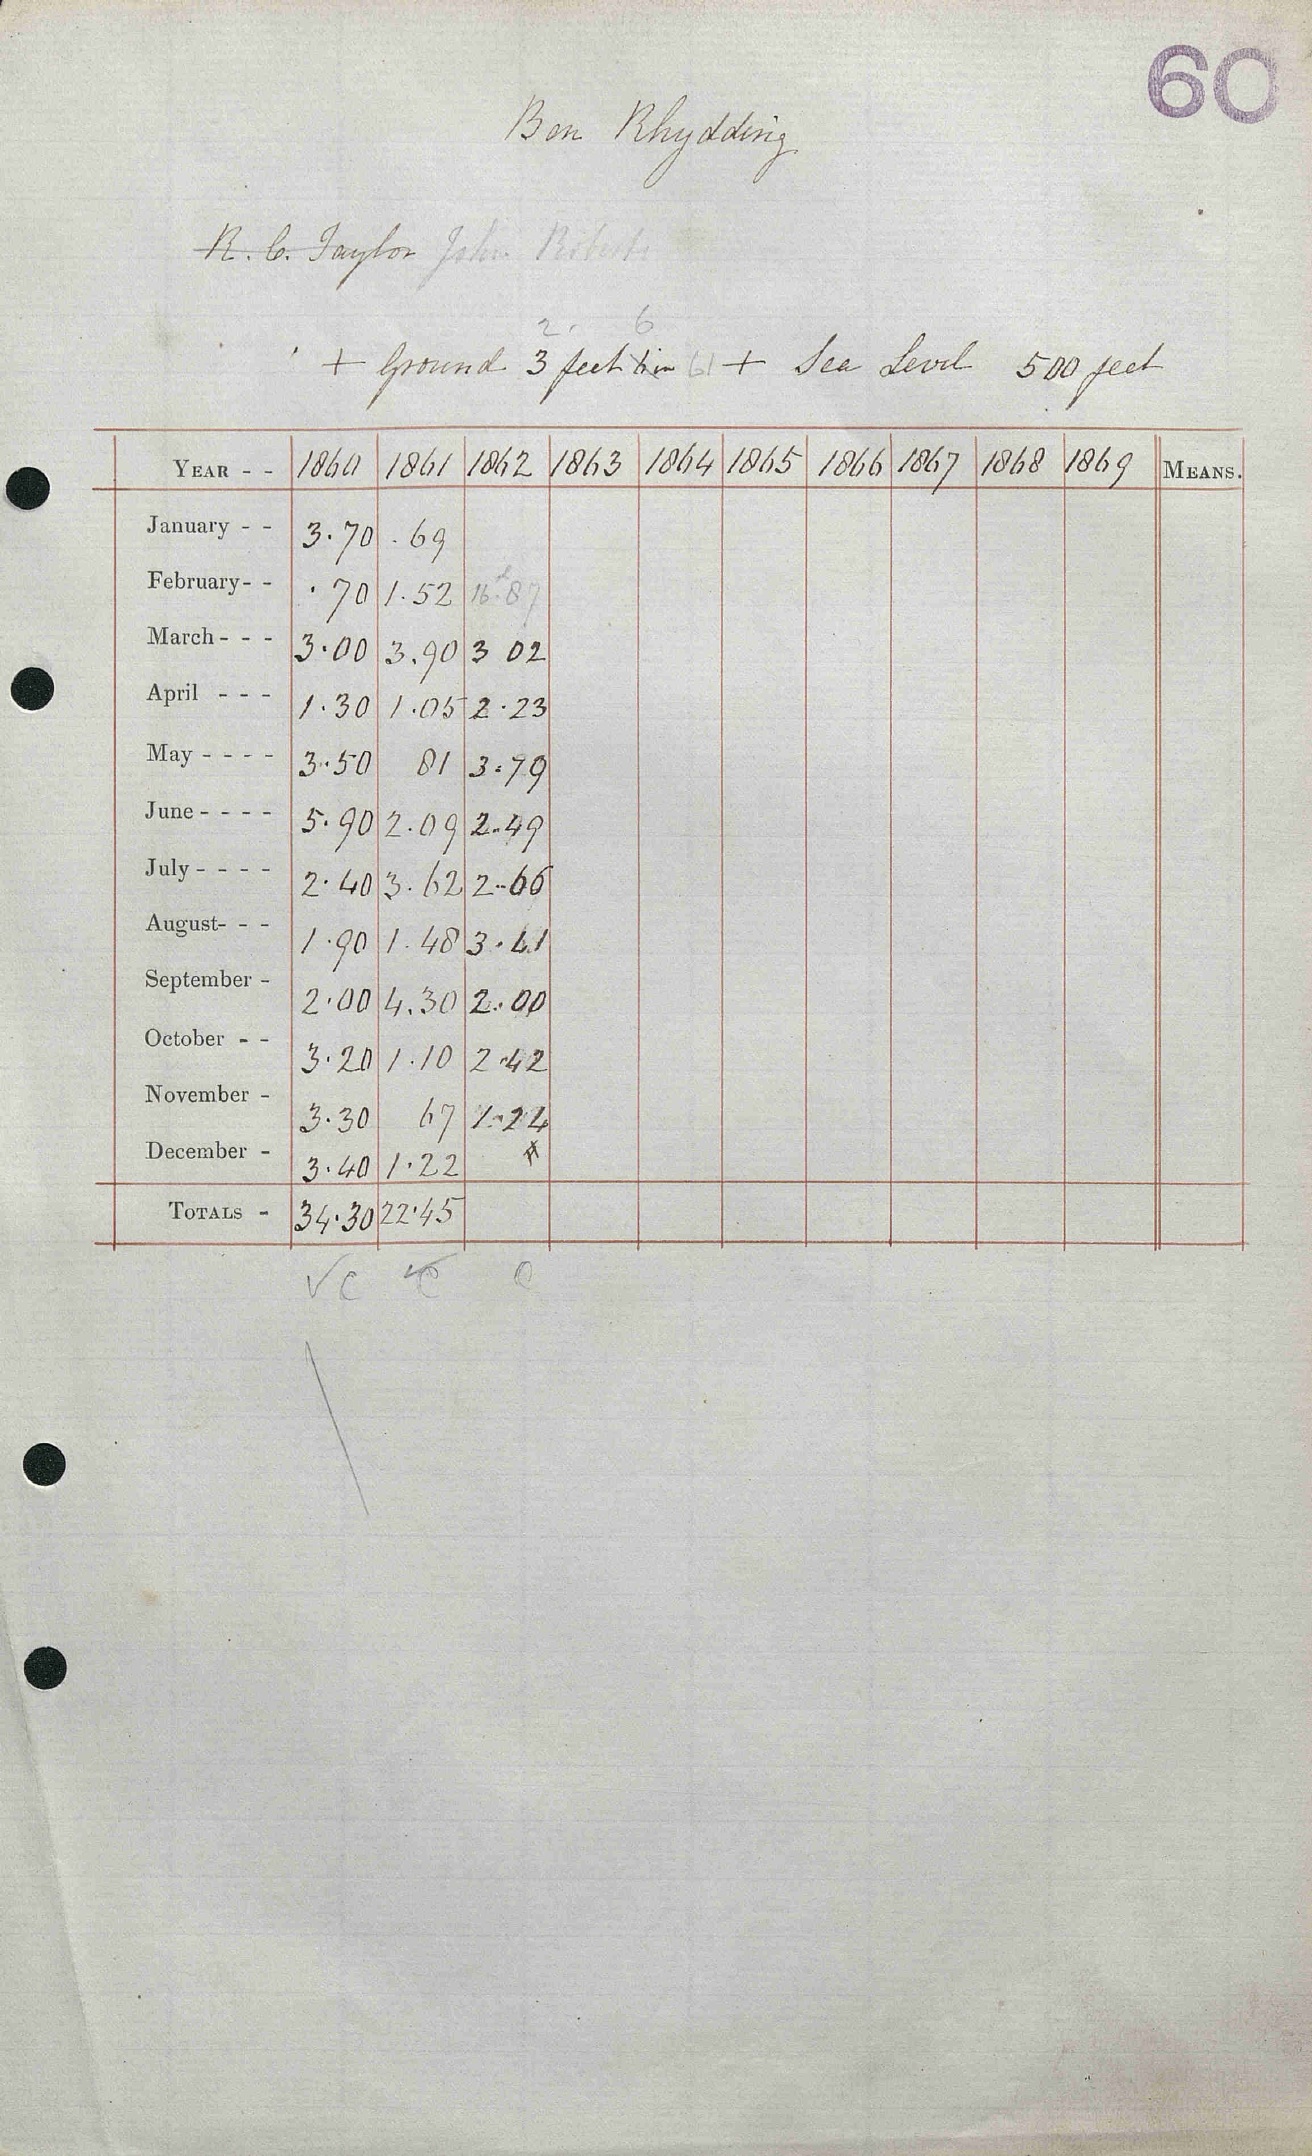 60
Ben Rhydding
R. C. Taylor John Roberts
2. 6
+ Ground 3 feet in 61 + Sea Level 500 feet
YEAR - - 1860 1861 1862 1863 1864 1865 1866 1867 1868 1869 MEANS.
January - - 3.70 .69
February - - .70 1.52 .87
March - - - 3.00 3.90 3 02
April - - - 1.30 1.05 2.23
May - - - - 3.50 81 3.79
June - - - - 5.90 2.09 2.49
July - - - - 2.40 3.62 2.66
August - - - 1.90 1.48 3.41
September - 2.00 4.30 2.00
October - - 3.20 1.10 2.42
November - 3.30 67 1.24
December - 3.40 1.22
TOTALS - 34.30 22.45
√C C C